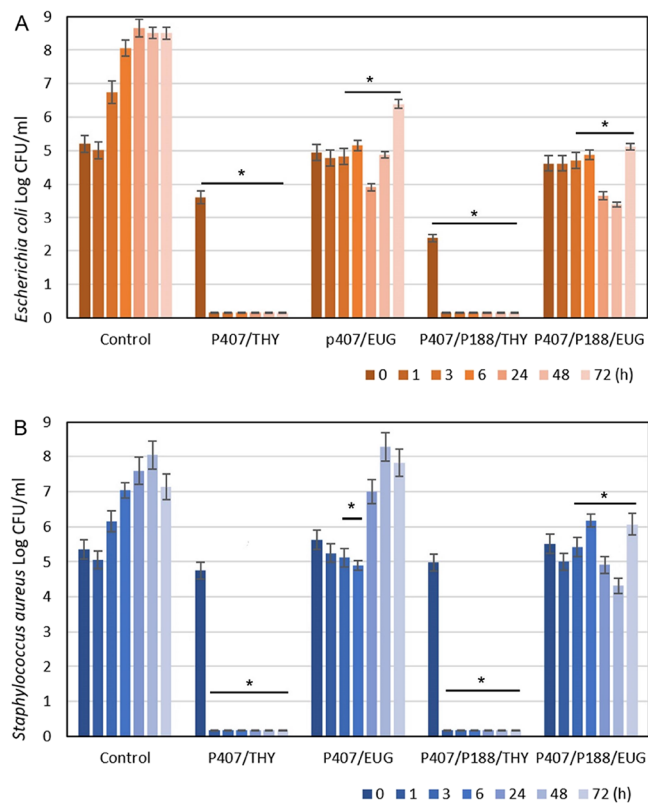 A
9
8
7
6
5
4
3
2
1
0
Escherichia coli Log CFU/ml
* * * *
Control P407/THY p407/EUG P407/P188/THY P407/P188/EUG
0 1 3 6 24 48 72 (h)
B
9
8
7
6
5
4
3
2
1
0
Staphylococcus aureus Log CFU/ml
* * * *
Control P407/THY P407/EUG P407/P188/THY P407/P188/EUG
0 1 3 6 24 48 72 (h)